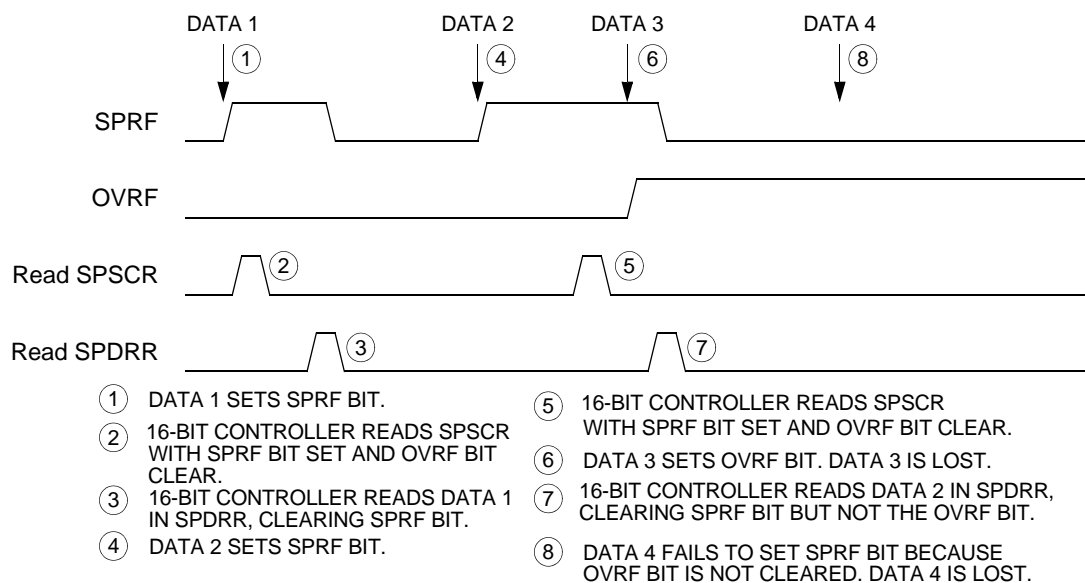 DATA 1
DATA 2
DATA 3
DATA 4
1
4
6
8
SPRF
OVRF
Read SPSCR
2
5
Read SPDRR
3
7
1 DATA 1 SETS SPRF BIT.
2 16-BIT CONTROLLER READS SPSCR
WITH SPRF BIT SET AND OVRF BIT
CLEAR.
3 16-BIT CONTROLLER READS DATA 1
IN SPDRR, CLEARING SPRF BIT.
4 DATA 2 SETS SPRF BIT.
5 16-BIT CONTROLLER READS SPSCR
WITH SPRF BIT SET AND OVRF BIT CLEAR.
6 DATA 3 SETS OVRF BIT. DATA 3 IS LOST.
7 16-BIT CONTROLLER READS DATA 2 IN SPDRR,
CLEARING SPRF BIT BUT NOT THE OVRF BIT.
8 DATA 4 FAILS TO SET SPRF BIT BECAUSE
OVRF BIT IS NOT CLEARED. DATA 4 IS LOST.